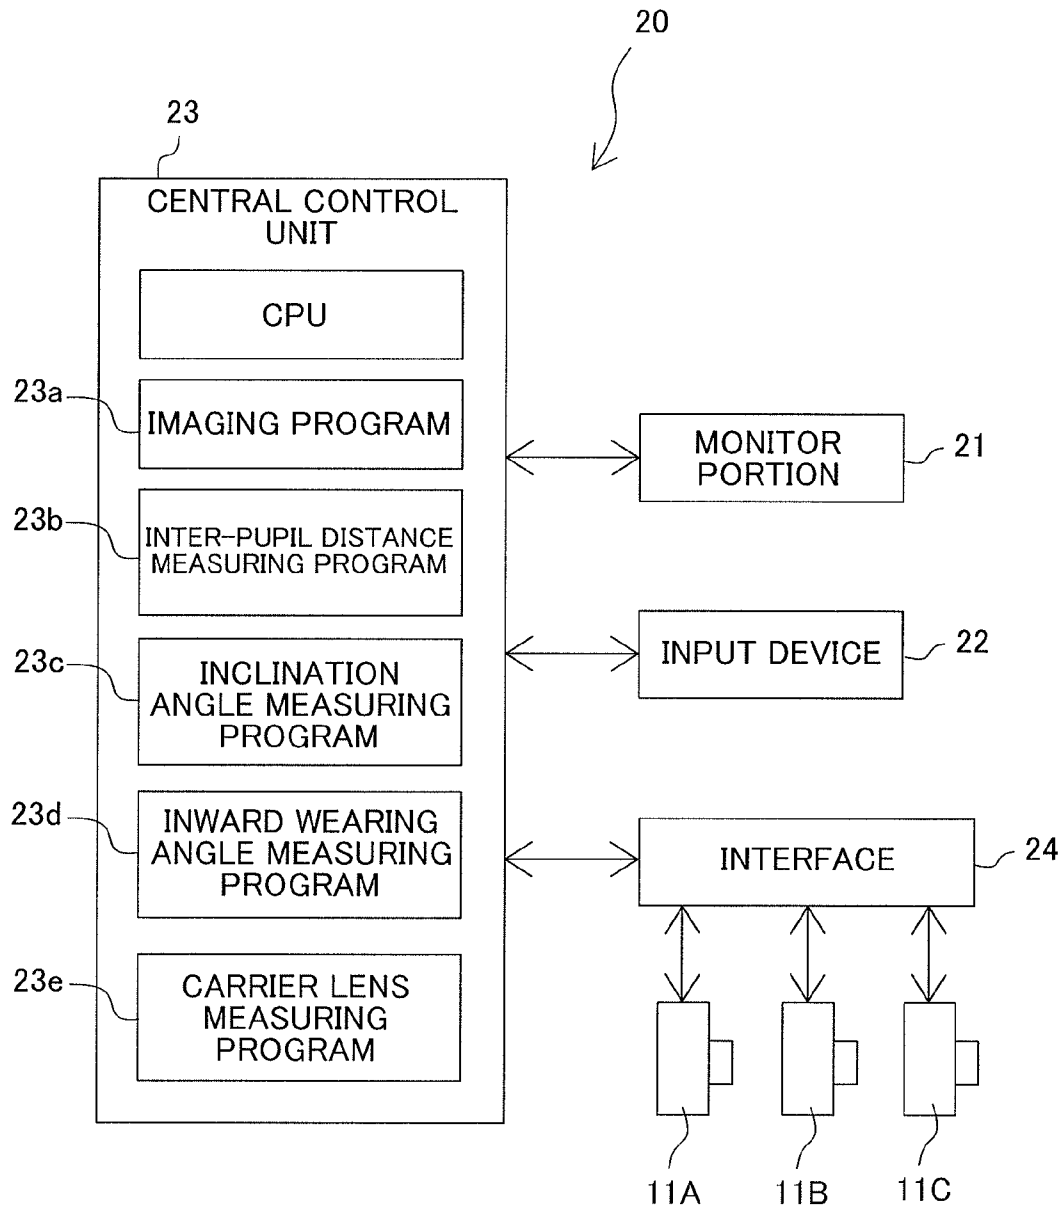 20
23
CENTRAL CONTROL
UNIT
CPU
23a
IMAGING PROGRAM
23b
INTER-PUPIL DISTANCE
MEASURING PROGRAM
23c
INCLINATION
ANGLE MEASURING
PROGRAM
23d
INWARD WEARING
ANGLE MEASURING
PROGRAM
23e
CARRIER LENS
MEASURING
PROGRAM
MONITOR
PORTION
21
INPUT DEVICE
22
INTERFACE
24
11A
11B
11C